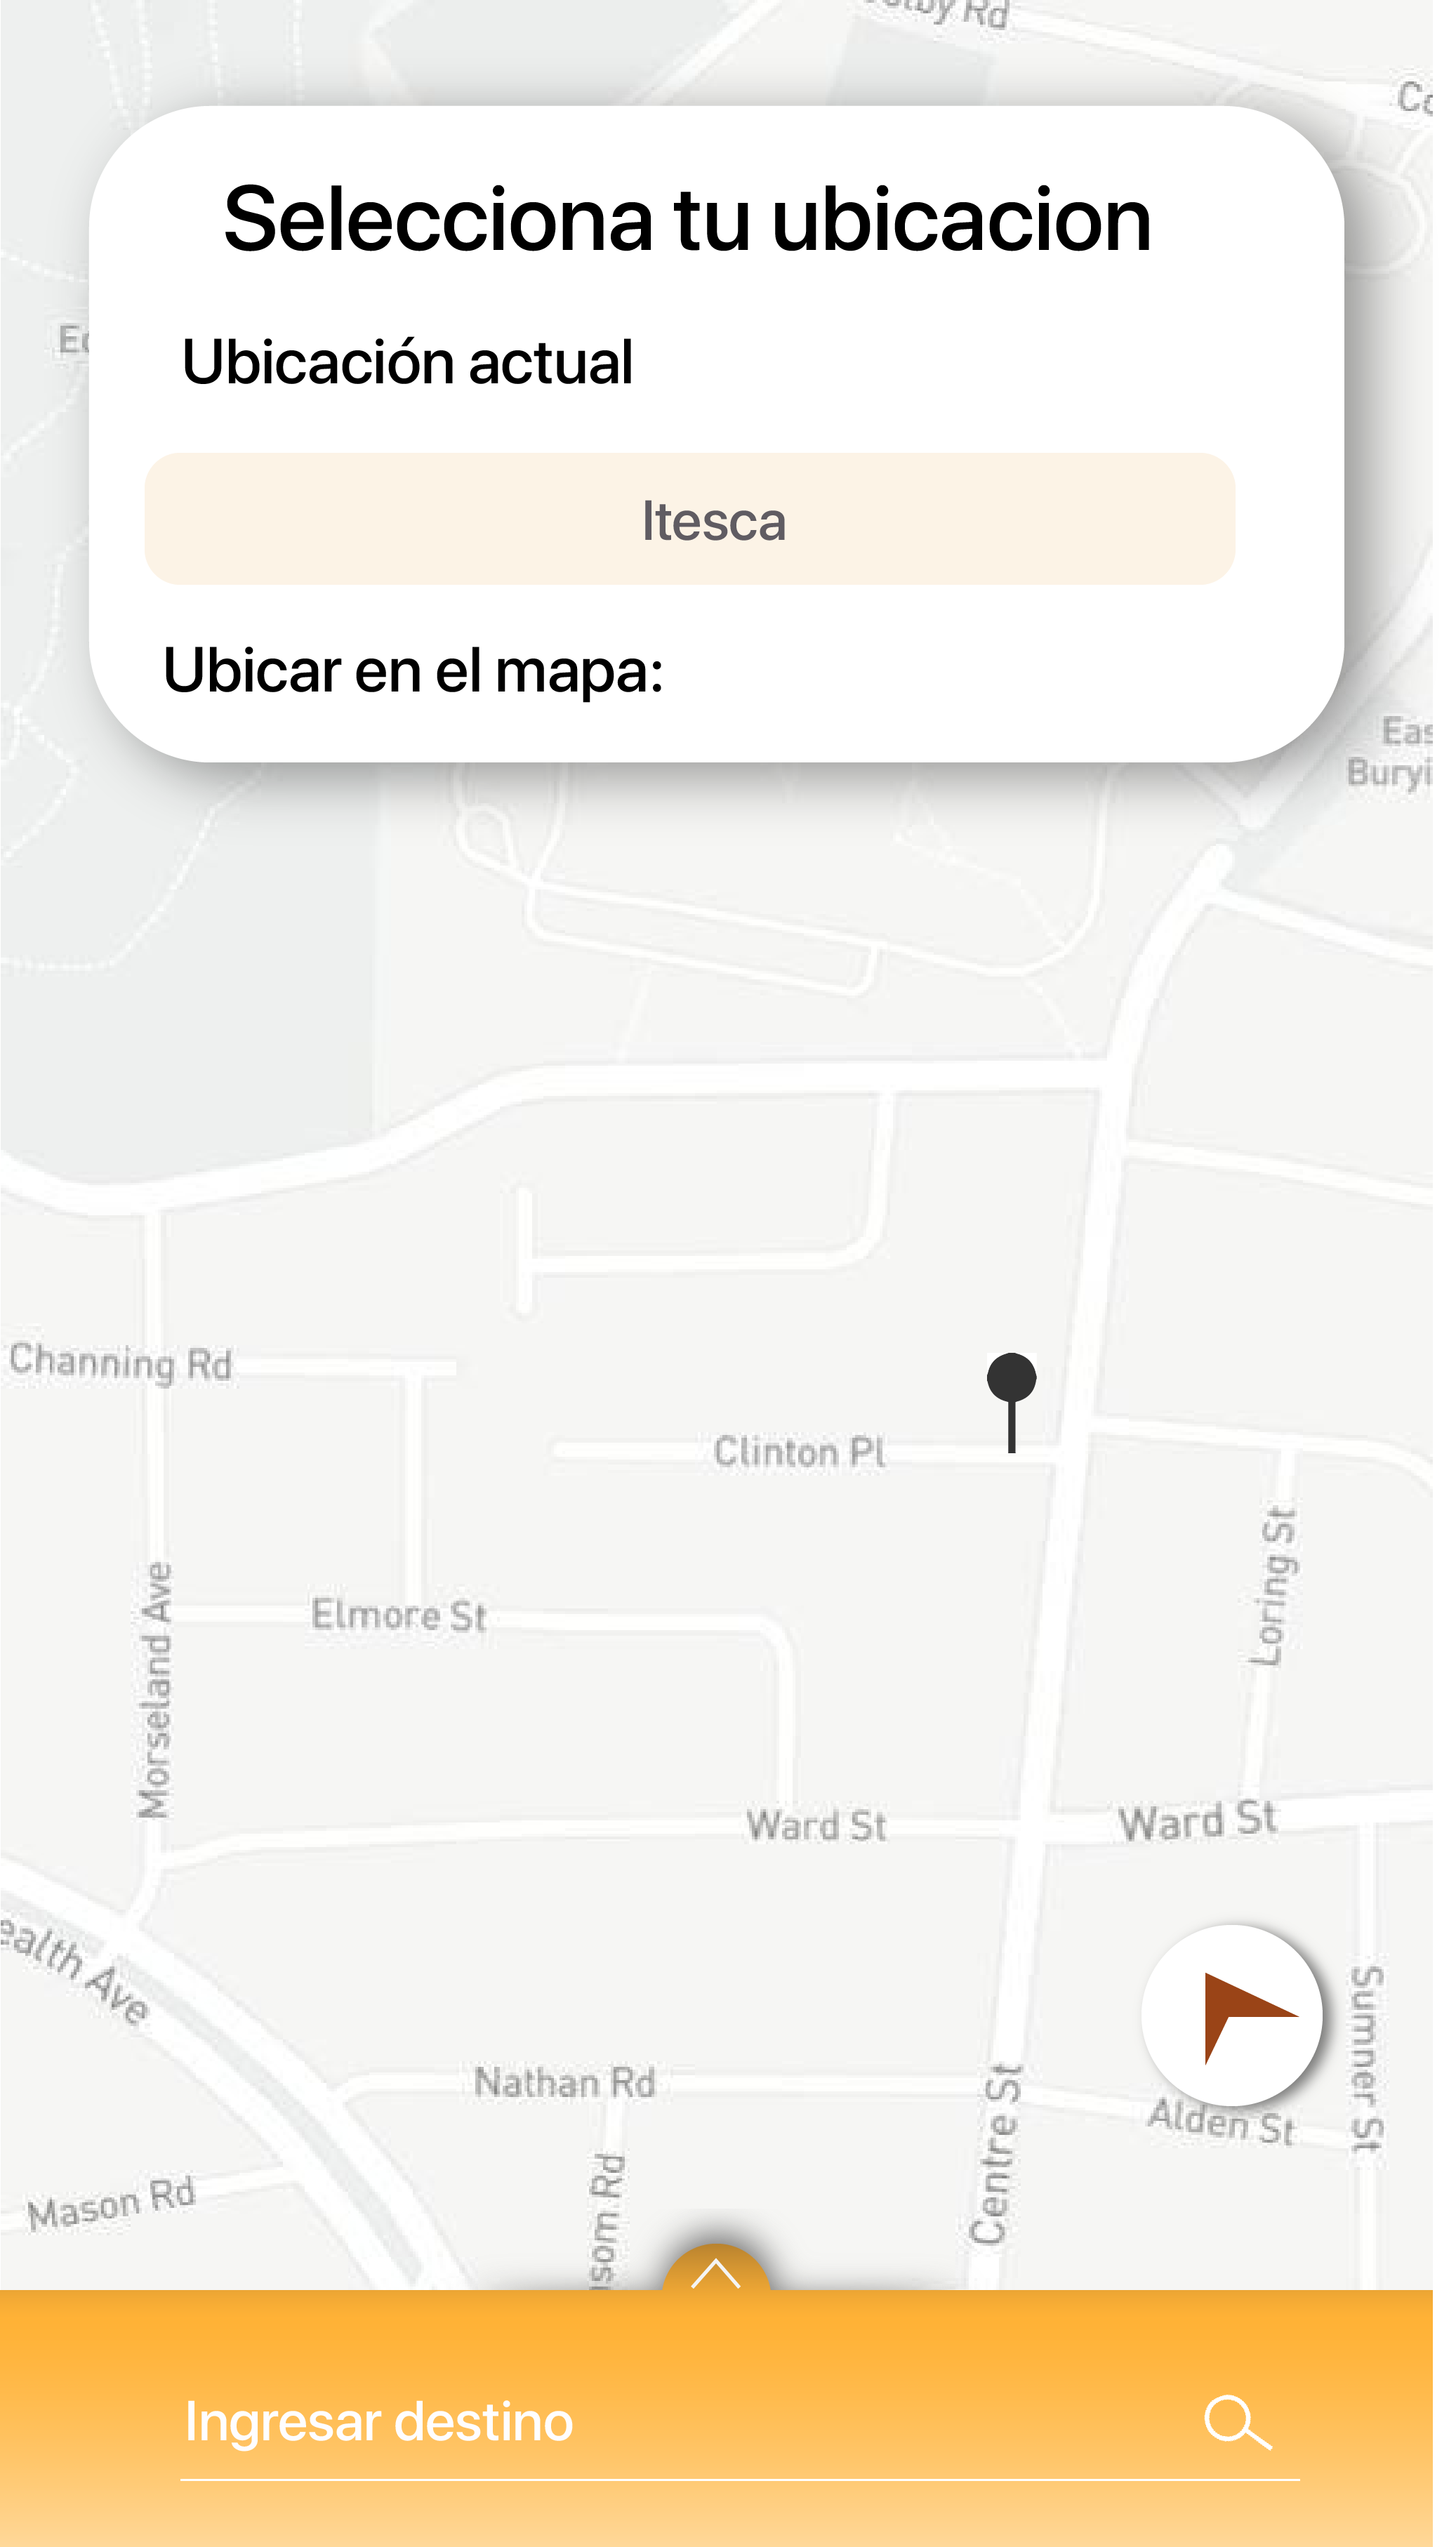 Selecciona tu ubicacion
Ubicación actual
Itesca
Ubicar en el mapa:
Rd
Channing Rd
Clinton Pl
Loring St
Elmore St
Morseland Ave
Ward St
Ward St
Ave
Sumner St
Nathan Rd
Alden St
Centre St
Mason Rd
Rd
Ingresar destino